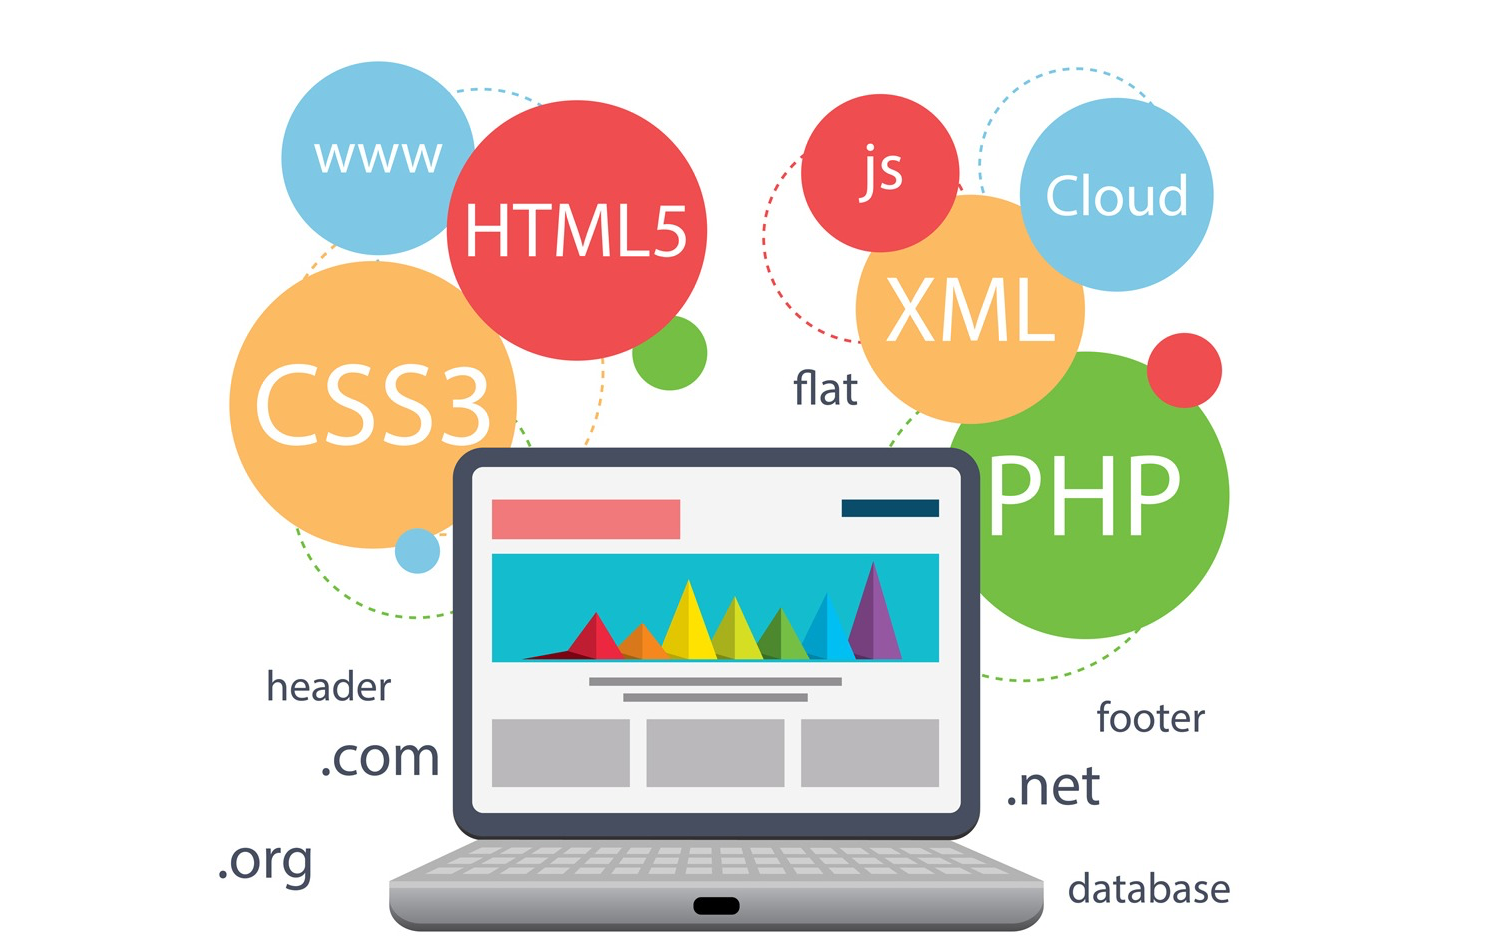 www
HTML5
js
Cloud
XML
CSS3
flat
PHP
header
footer
.com
.net
.org
database